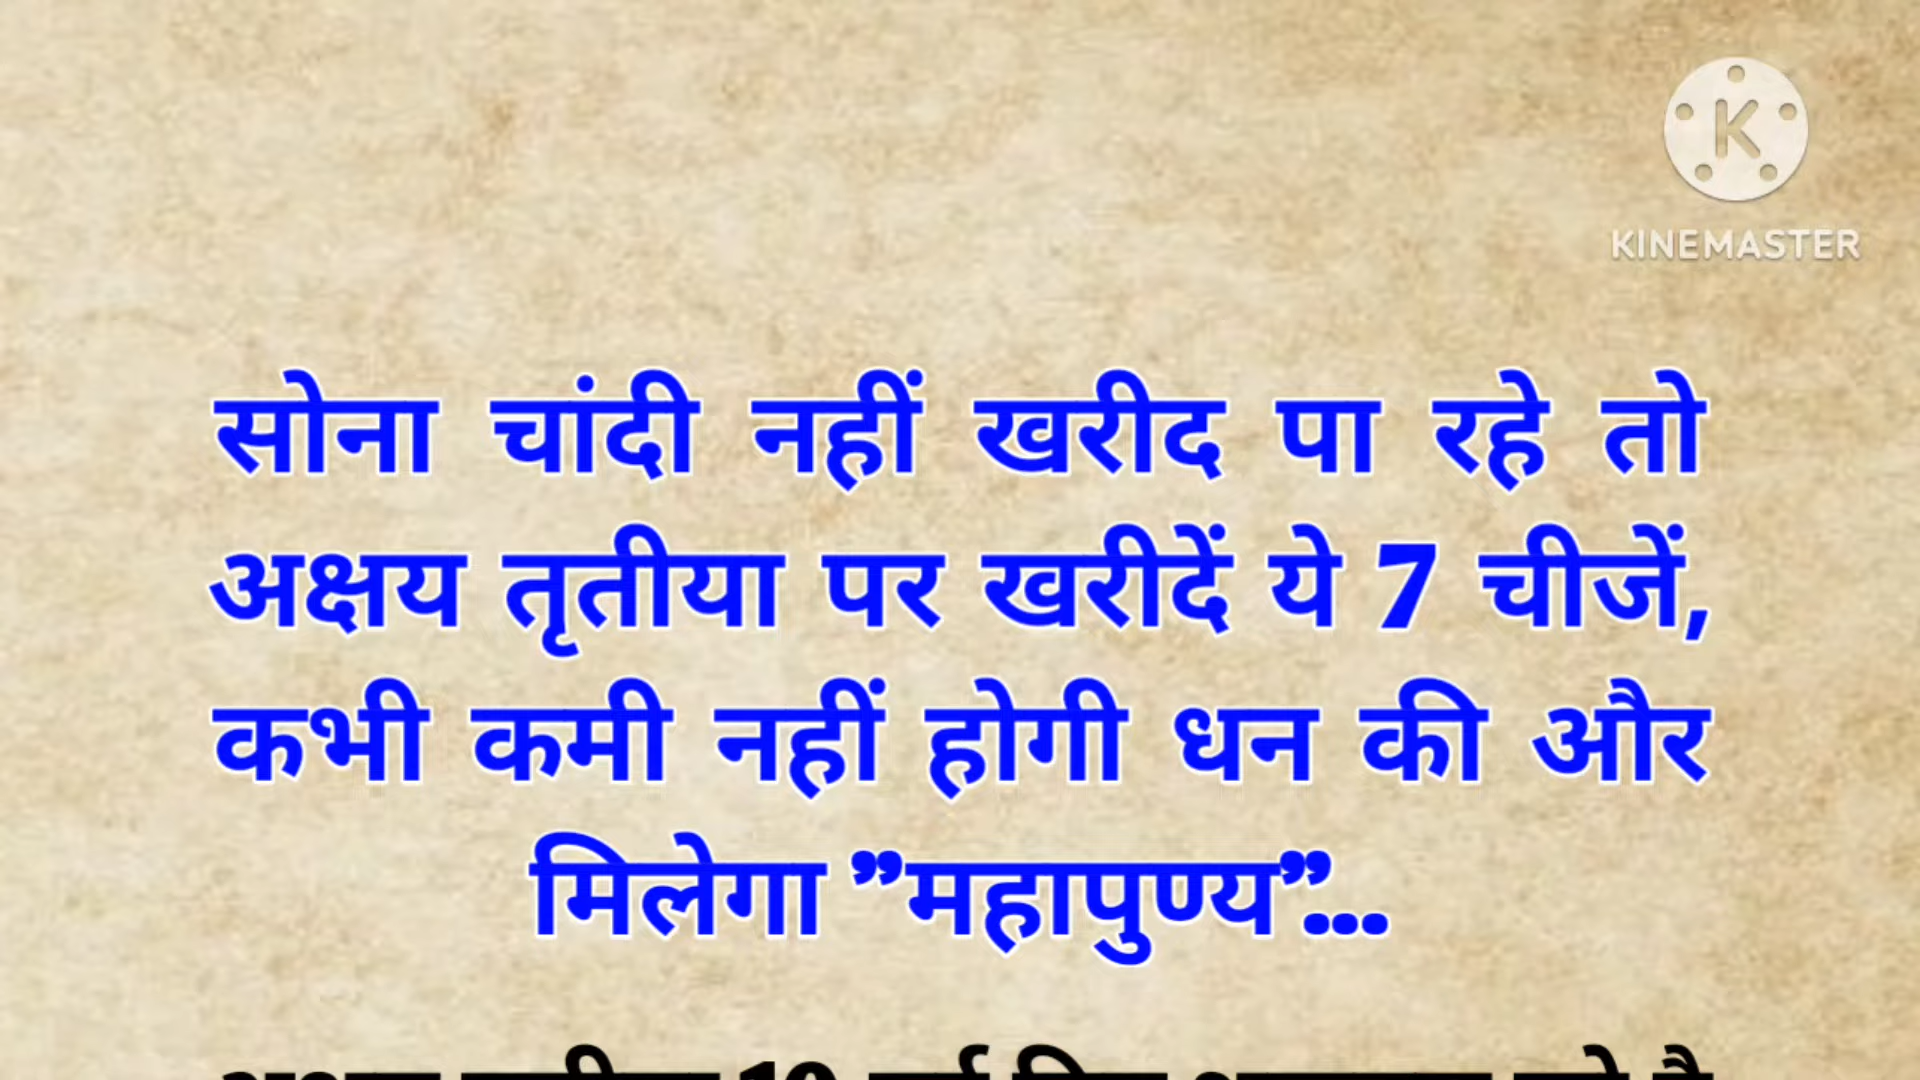 KINEMASTER
सोना चांदी नहीं खरीद पा रहे तो
अक्षय तृतीया पर खरीदें ये 7 चीजें,
कभी कमी नहीं होगी धन की और
मिलेगा ”महापुण्य”...